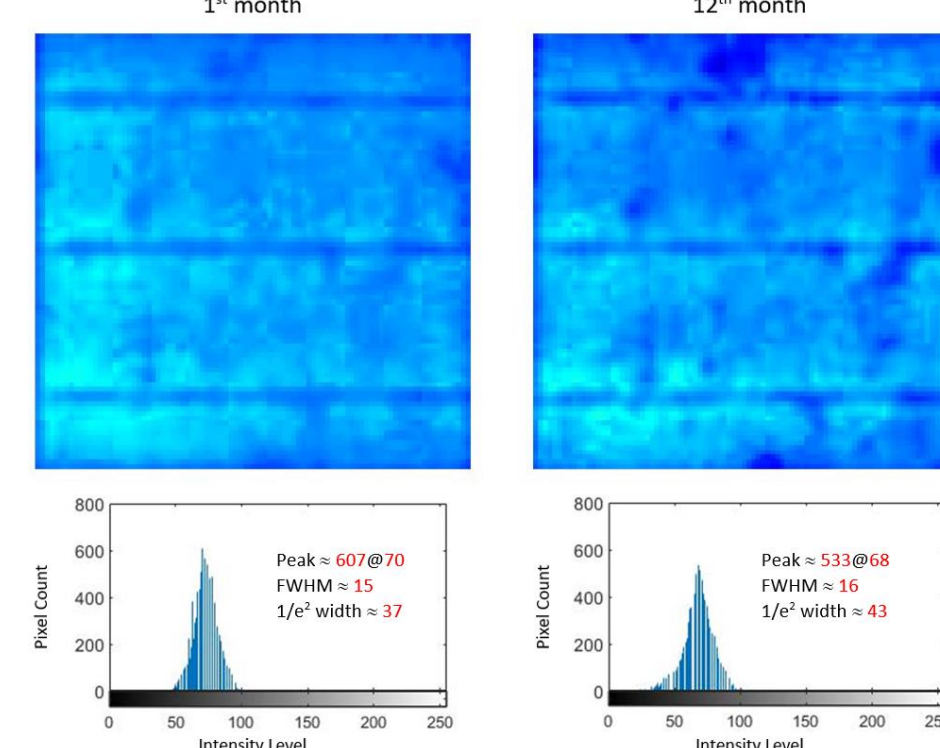 1st month
12th month
800
600
400
200
0
Pixel Count
Peak ≈ 607@70
FWHM ≈ 15
1/e² width ≈ 37
0 50 100 150 200 250
Intensity Level
800
600
400
200
0
Pixel Count
Peak ≈ 533@68
FWHM ≈ 16
1/e² width ≈ 43
0 50 100 150 200 25
Intensity Level